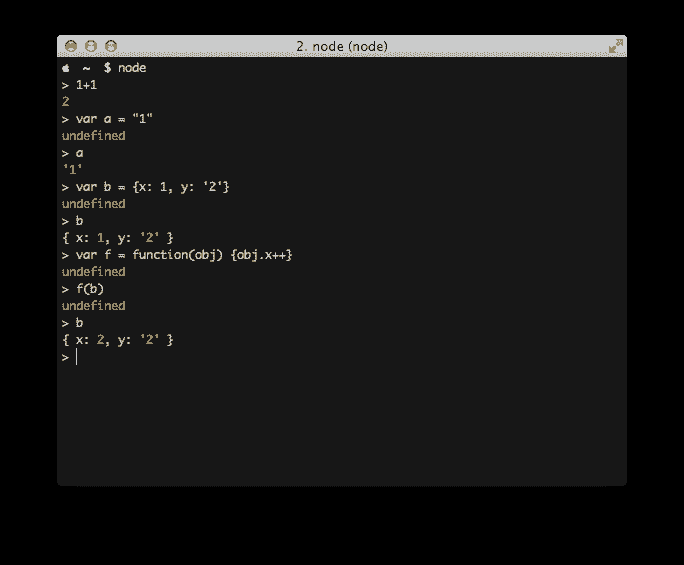 2. node (node)
~ $ node
> 1+1
2
> var a = "1"
undefined
> a
'1'
> var b = {x: 1, y: '2'}
undefined
> b
{ x: 1, y: '2' }
> var f = function(obj) {obj.x++}
undefined
> f(b)
undefined
> b
{ x: 2, y: '2' }
>